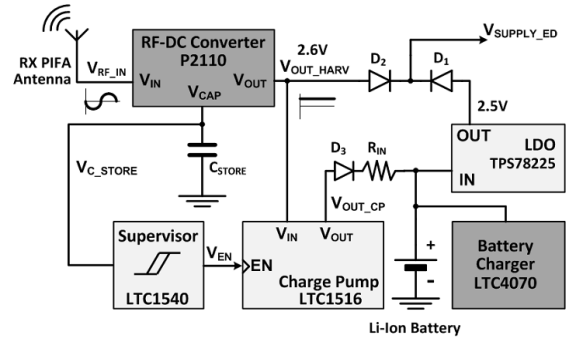 RF-DC Converter
P2110
RX PIFA
Antenna
V_RF_IN
V_IN
V_OUT
V_CAP
2.6V
V_OUT_HARV
D_2
D_1
V_SUPPLY_ED
2.5V
OUT
LDO
TPS78225
IN
V_C_STORE
C_STORE
D_3
R_IN
V_OUT_CP
Supervisor
LTC1540
V_EN
V_IN
V_OUT
EN
Charge Pump
LTC1516
+
-
Li-Ion Battery
Battery
Charger
LTC4070